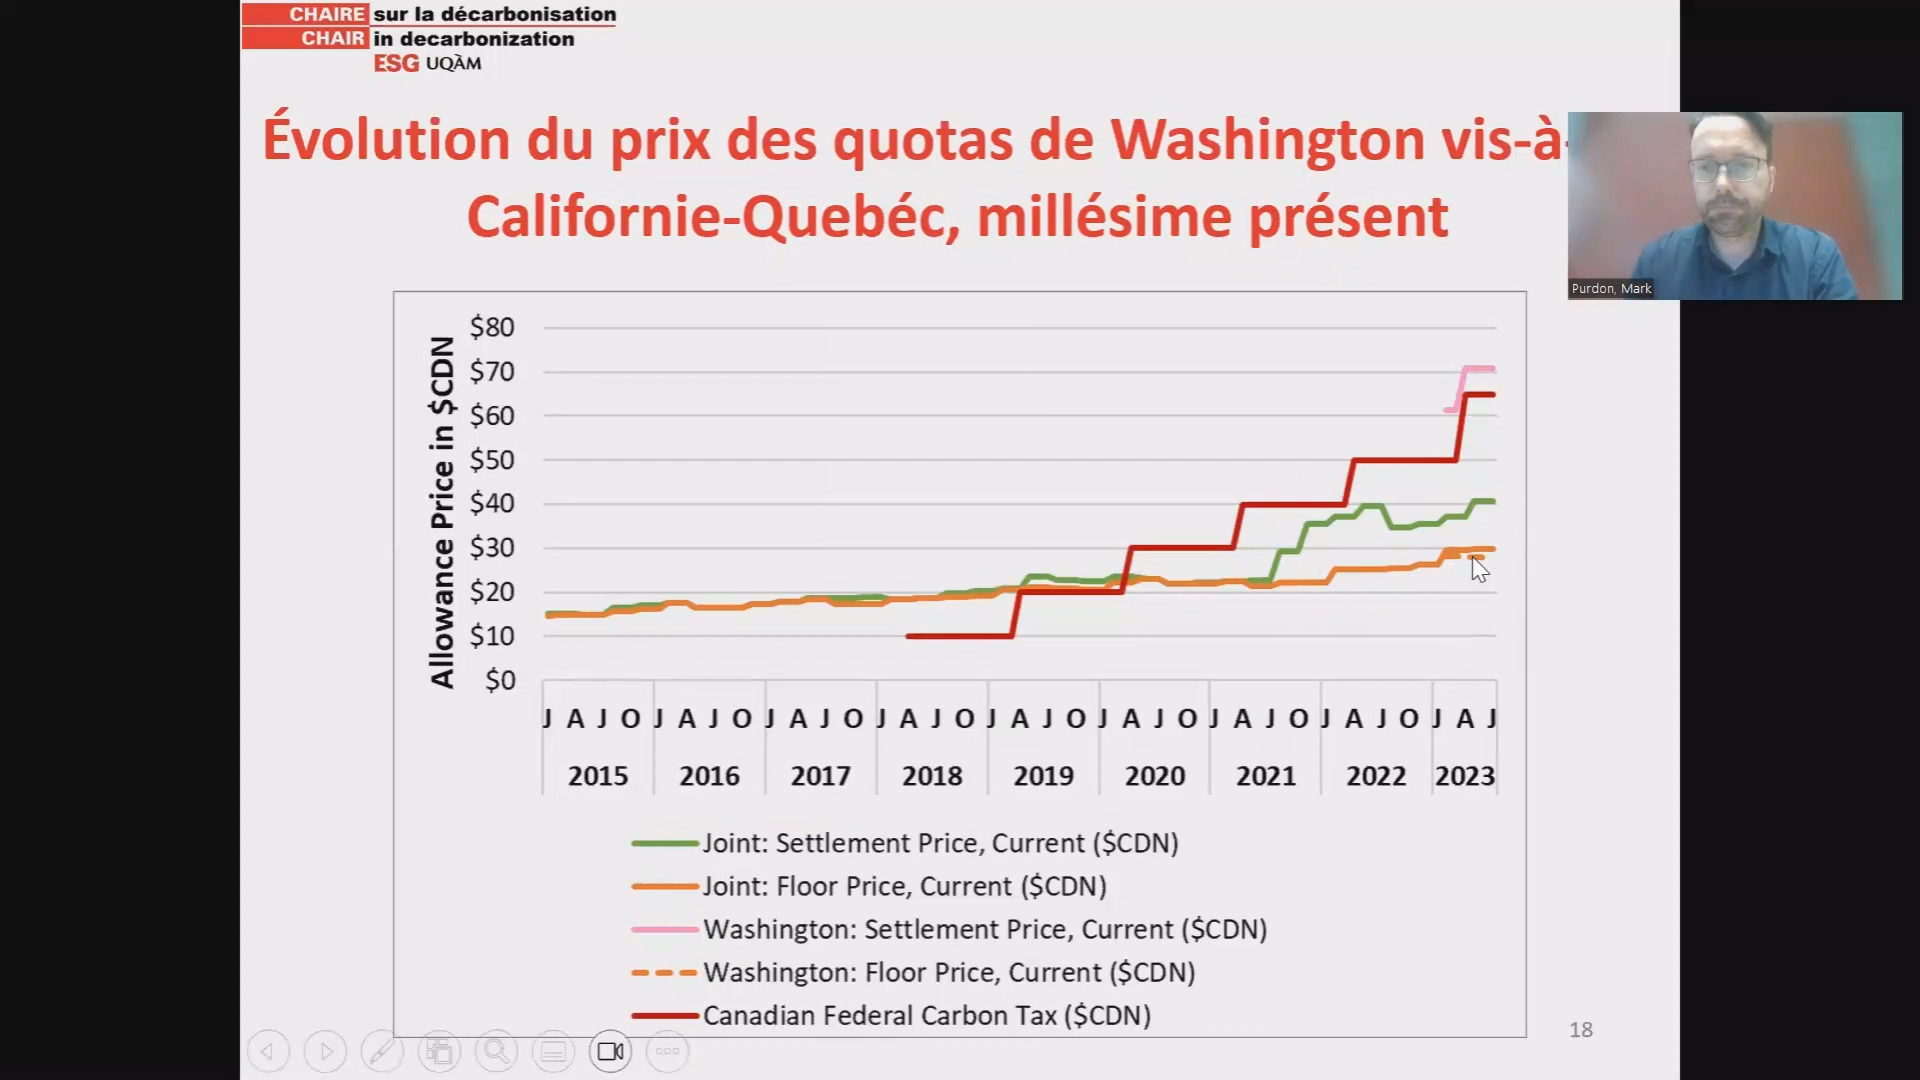 CHAIRE sur la décarbonisation
CHAIR in decarbonization
ESG UQÀM
Évolution du prix des quotas de Washington vis-à-
Californie-Quebéc, millésime présent
Purdon, Mark
Allowance Price in $CDN
$80
$70
$60
$50
$40
$30
$20
$10
$0
J A J O J A J O J A J O J A J O J A J O J A J O J A J O J A J O J A J
2015 2016 2017 2018 2019 2020 2021 2022 2023
Joint: Settlement Price, Current ($CDN)
Joint: Floor Price, Current ($CDN)
Washington: Settlement Price, Current ($CDN)
Washington: Floor Price, Current ($CDN)
Canadian Federal Carbon Tax ($CDN)
18